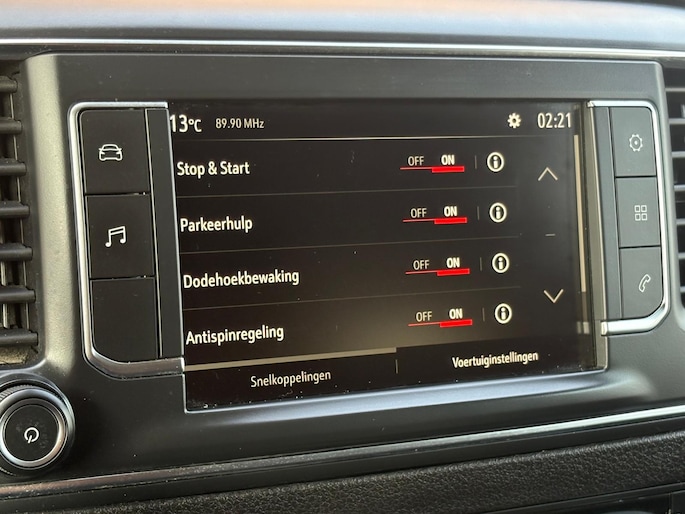 13°C 89.90 MHz 02:21
Stop & Start OFF ON
Parkeerhulp OFF ON
Dodehoekbewaking OFF ON
Antispinregeling OFF ON
Snelkoppelingen Voertuiginstellingen